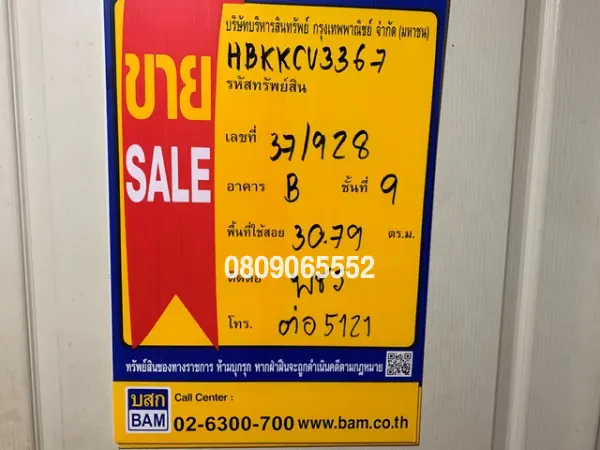 บริษัทบริหารสินทรัพย์ กรุงเทพพาณิชย์ จำกัด (มหาชน)
HBKKCV3367
รหัสทรัพย์สิน
ขาย
SALE
เลขที่ 37/928
อาคาร B ชั้นที่ 9
พื้นที่ใช้สอย 30.79 ตร.ม.
0809065552
ติดต่อ พชร
โทร. ต่อ 5121
ทรัพย์สินของทางราชการ ห้ามบุกรุก หากฝ่าฝืนจะถูกดำเนินคดีตามกฎหมาย
บสก
BAM
Call Center :
02-6300-700 www.bam.co.th